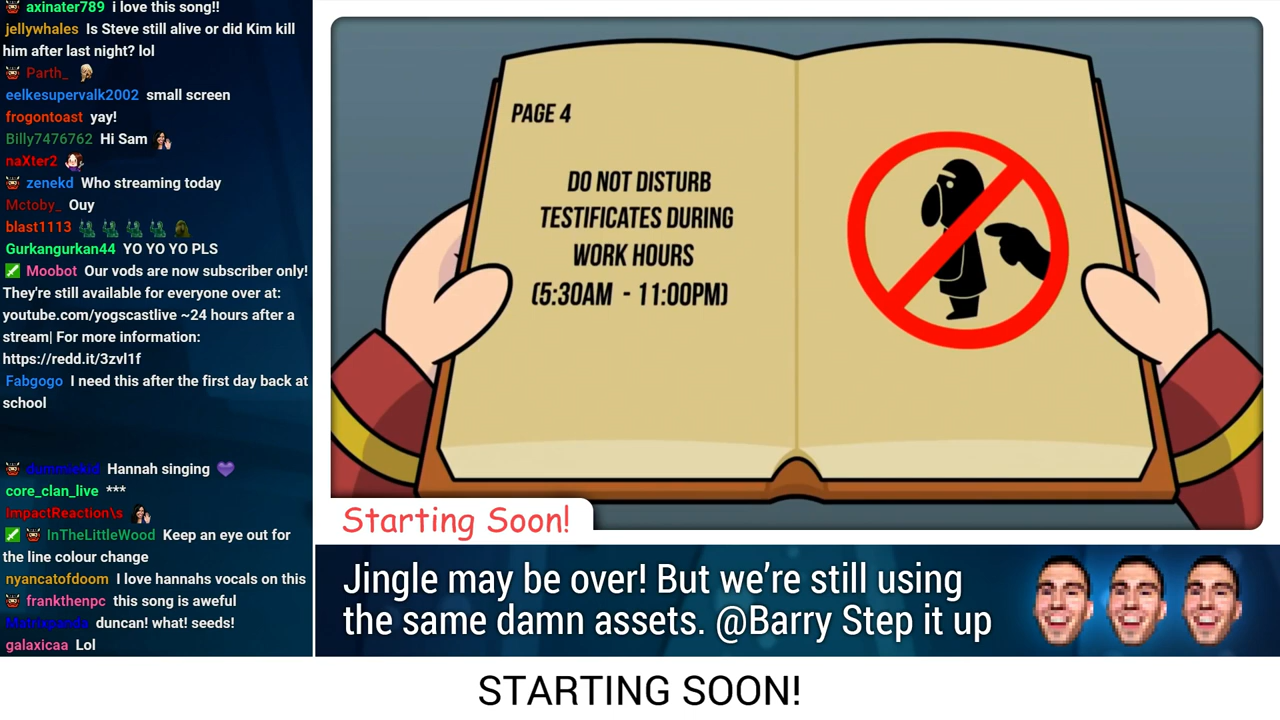 axinater789 i love this song!!
jellywhales Is Steve still alive or did Kim kill
him after last night? lol
Parth_
eelkesupervalk2002 small screen
frogontoast yay!
Billy7476762 Hi Sam
naXter2
zenekd Who streaming today
Mctoby_ Ouy
blast1113
Gurkangurkan44 YO YO YO PLS
Moobot Our vods are now subscriber only!
They're still available for everyone over at:
youtube.com/yogscastlive ~24 hours after a
stream| For more information:
https://redd.it/3zvl1f
Fabgogo I need this after the first day back at
school
dummiekid Hannah singing
core_clan_live ***
ImpactReaction\s
InTheLittleWood Keep an eye out for
the line colour change
nyancatofdoom I love hannahs vocals on this
frankthenpc this song is aweful
Matrixpanda duncan! what! seeds!
galaxicaa Lol
PAGE 4
DO NOT DISTURB
TESTIFICATES DURING
WORK HOURS
(5:30AM - 11:00PM)
Starting Soon!
Jingle may be over! But we're still using
the same damn assets. @Barry Step it up
STARTING SOON!